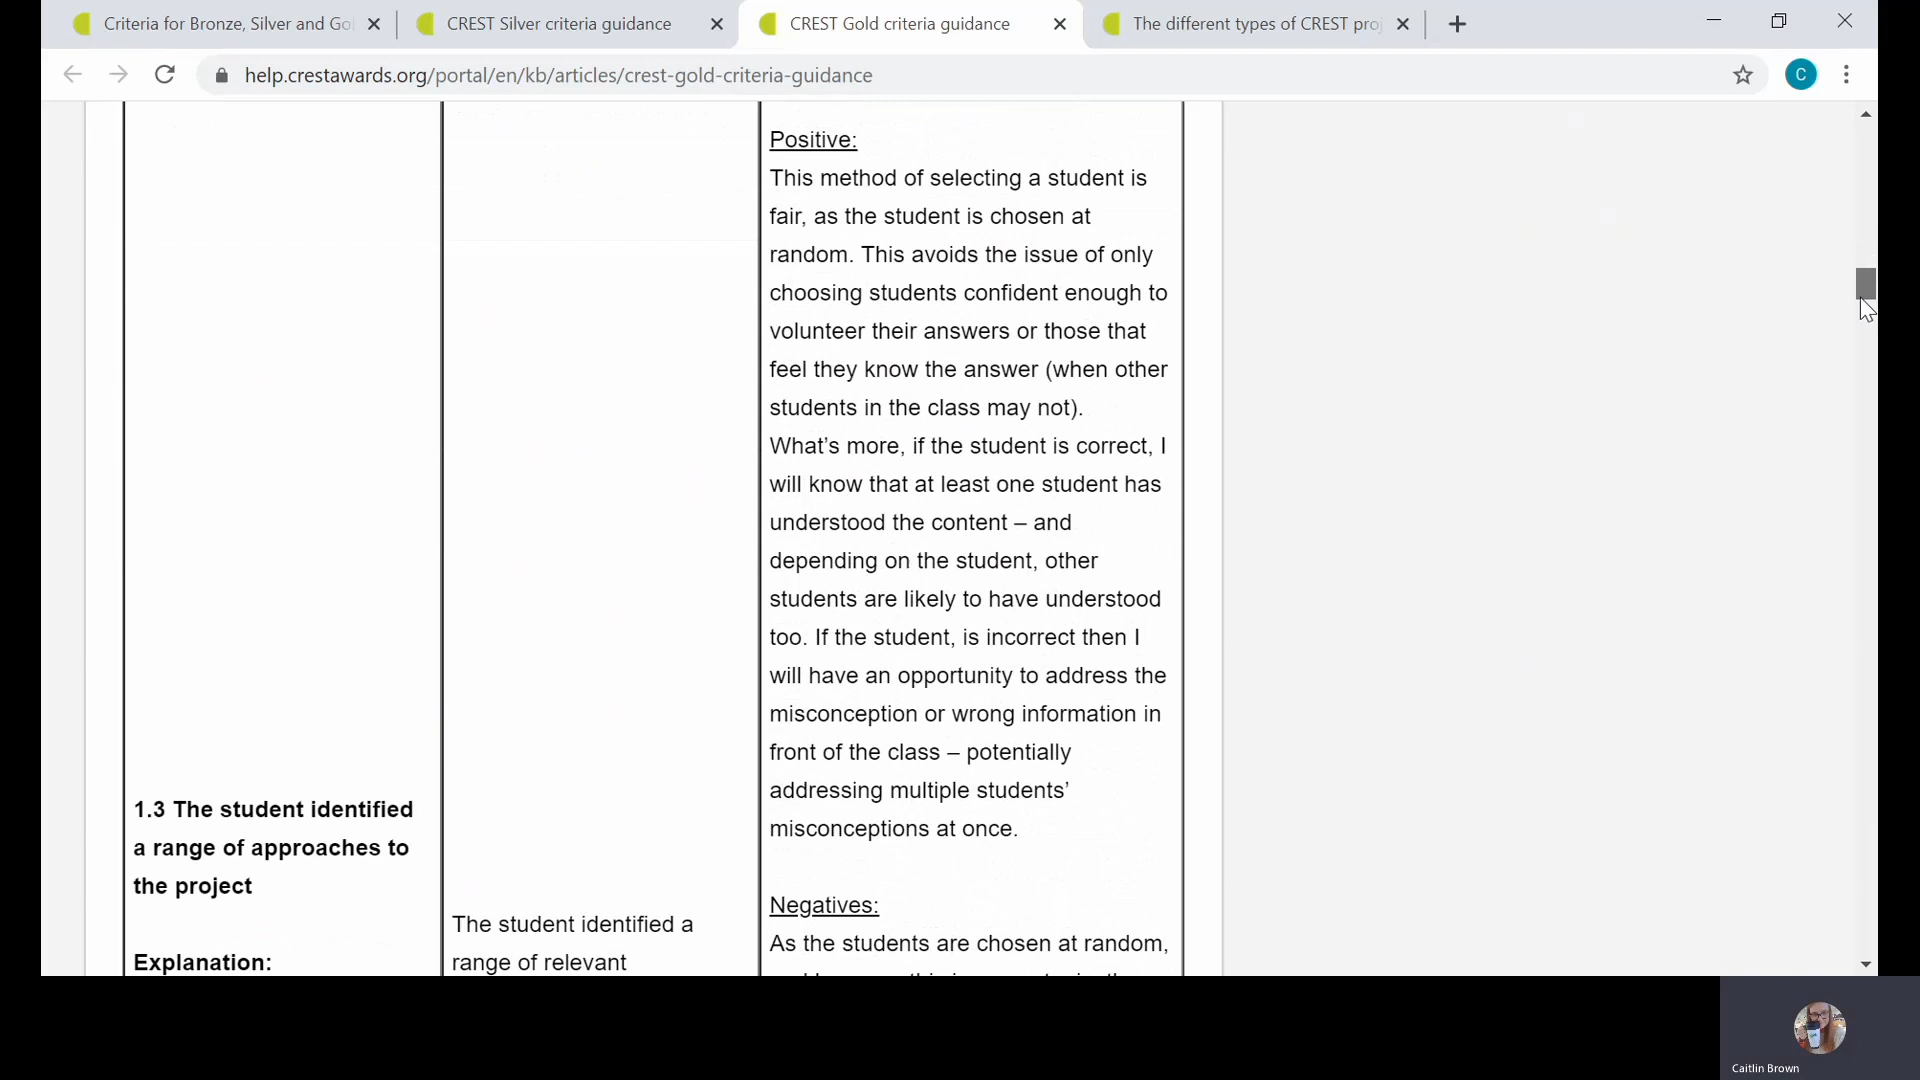 Criteria for Bronze, Silver and Gol
CREST Silver criteria guidance
CREST Gold criteria guidance
The different types of CREST proj
help.crestawards.org/portal/en/kb/articles/crest-gold-criteria-guidance
C
Positive:
This method of selecting a student is
fair, as the student is chosen at
random. This avoids the issue of only
choosing students confident enough to
volunteer their answers or those that
feel they know the answer (when other
students in the class may not).
What’s more, if the student is correct, I
will know that at least one student has
understood the content – and
depending on the student, other
students are likely to have understood
too. If the student, is incorrect then I
will have an opportunity to address the
misconception or wrong information in
front of the class – potentially
addressing multiple students’
misconceptions at once.
1.3 The student identified
a range of approaches to
the project
Explanation:
The student identified a
range of relevant
Negatives:
As the students are chosen at random,
Caitlin Brown